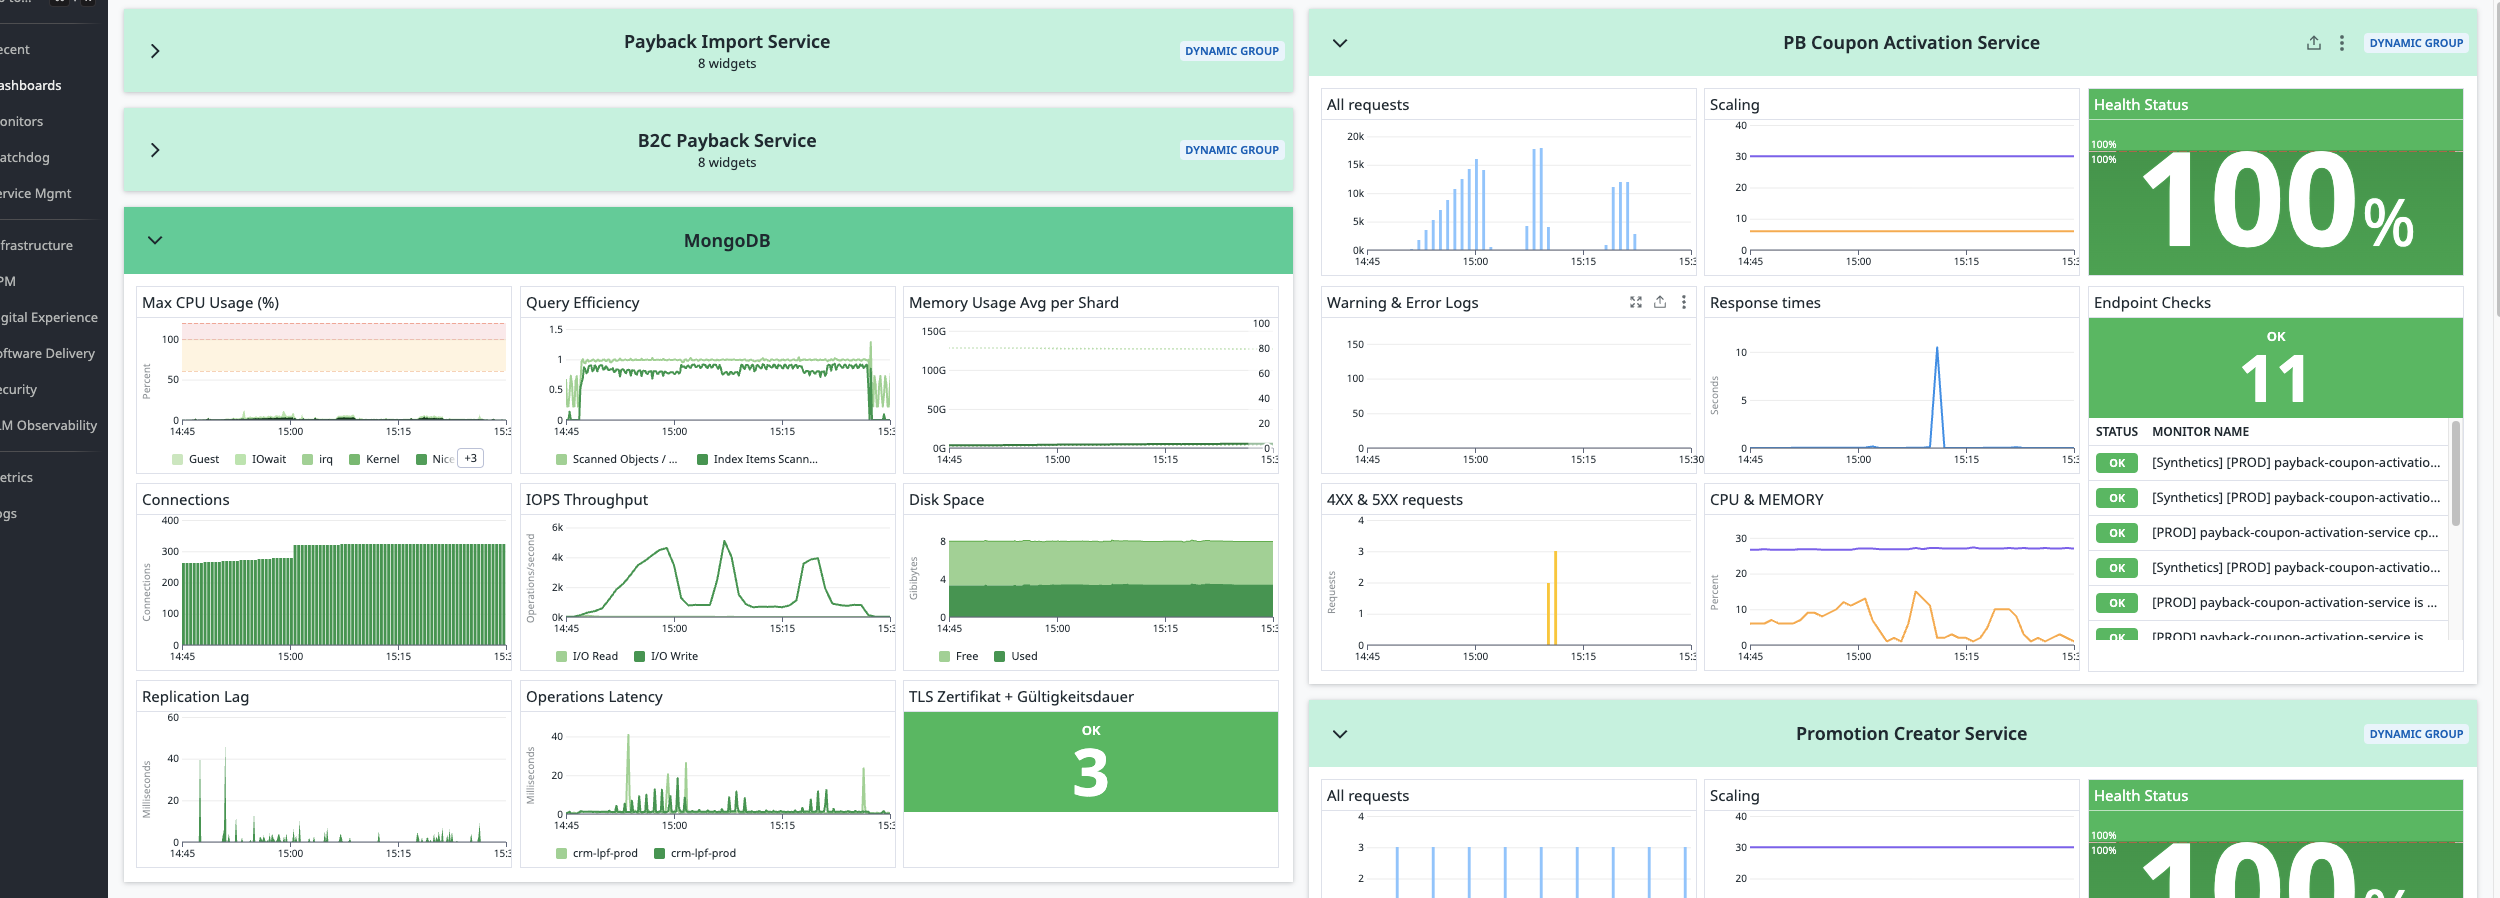 ecent
ashboards
onitors
atchdog
ervice Mgmt
frastructure
PM
gital Experience
oftware Delivery
ecurity
LM Observability
etrics
ogs
Payback Import Service
8 widgets
DYNAMIC GROUP
B2C Payback Service
8 widgets
DYNAMIC GROUP
MongoDB
Max CPU Usage (%)
Percent
100
50
0
14:45 15:00 15:15 15:3
Guest IOwait irq Kernel Nice +3
Query Efficiency
1.5
1
0.5
0
14:45 15:00 15:15 15:3
Scanned Objects / ... Index Items Scann...
Memory Usage Avg per Shard
150G
100G
50G
0G
100
80
60
40
20
0
14:45 15:00 15:15 15:3
Connections
Connections
400
300
200
100
0
14:45 15:00 15:15 15:3
IOPS Throughput
Operations/second
6k
4k
2k
0k
14:45 15:00 15:15 15:3
I/O Read I/O Write
Disk Space
Gibibytes
8
4
0
14:45 15:00 15:15 15:3
Free Used
Replication Lag
Milliseconds
60
40
20
0
14:45 15:00 15:15 15:3
Operations Latency
Milliseconds
40
20
0
14:45 15:00 15:15 15:3
crm-lpf-prod crm-lpf-prod
TLS Zertifikat + Gültigkeitsdauer
OK
3
PB Coupon Activation Service
DYNAMIC GROUP
All requests
20k
15k
10k
5k
0k
14:45 15:00 15:15 15:3
Scaling
40
30
20
10
0
14:45 15:00 15:15 15:3
Health Status
100%
100%
100%
Warning & Error Logs
150
100
50
0
14:45 15:00 15:15 15:30
Response times
Seconds
10
5
0
14:45 15:00 15:15 15:3
Endpoint Checks
OK
11
STATUS MONITOR NAME
OK [Synthetics] [PROD] payback-coupon-activatio...
OK [Synthetics] [PROD] payback-coupon-activatio...
OK [PROD] payback-coupon-activation-service cp...
OK [Synthetics] [PROD] payback-coupon-activatio...
OK [PROD] payback-coupon-activation-service is ...
OK [PROD] payback-coupon-activation-service is
4XX & 5XX requests
Requests
4
3
2
1
0
14:45 15:00 15:15 15:3
CPU & MEMORY
Percent
30
20
10
0
14:45 15:00 15:15 15:3
Promotion Creator Service
DYNAMIC GROUP
All requests
4
3
2
Scaling
40
30
20
Health Status
100%
100%
100%